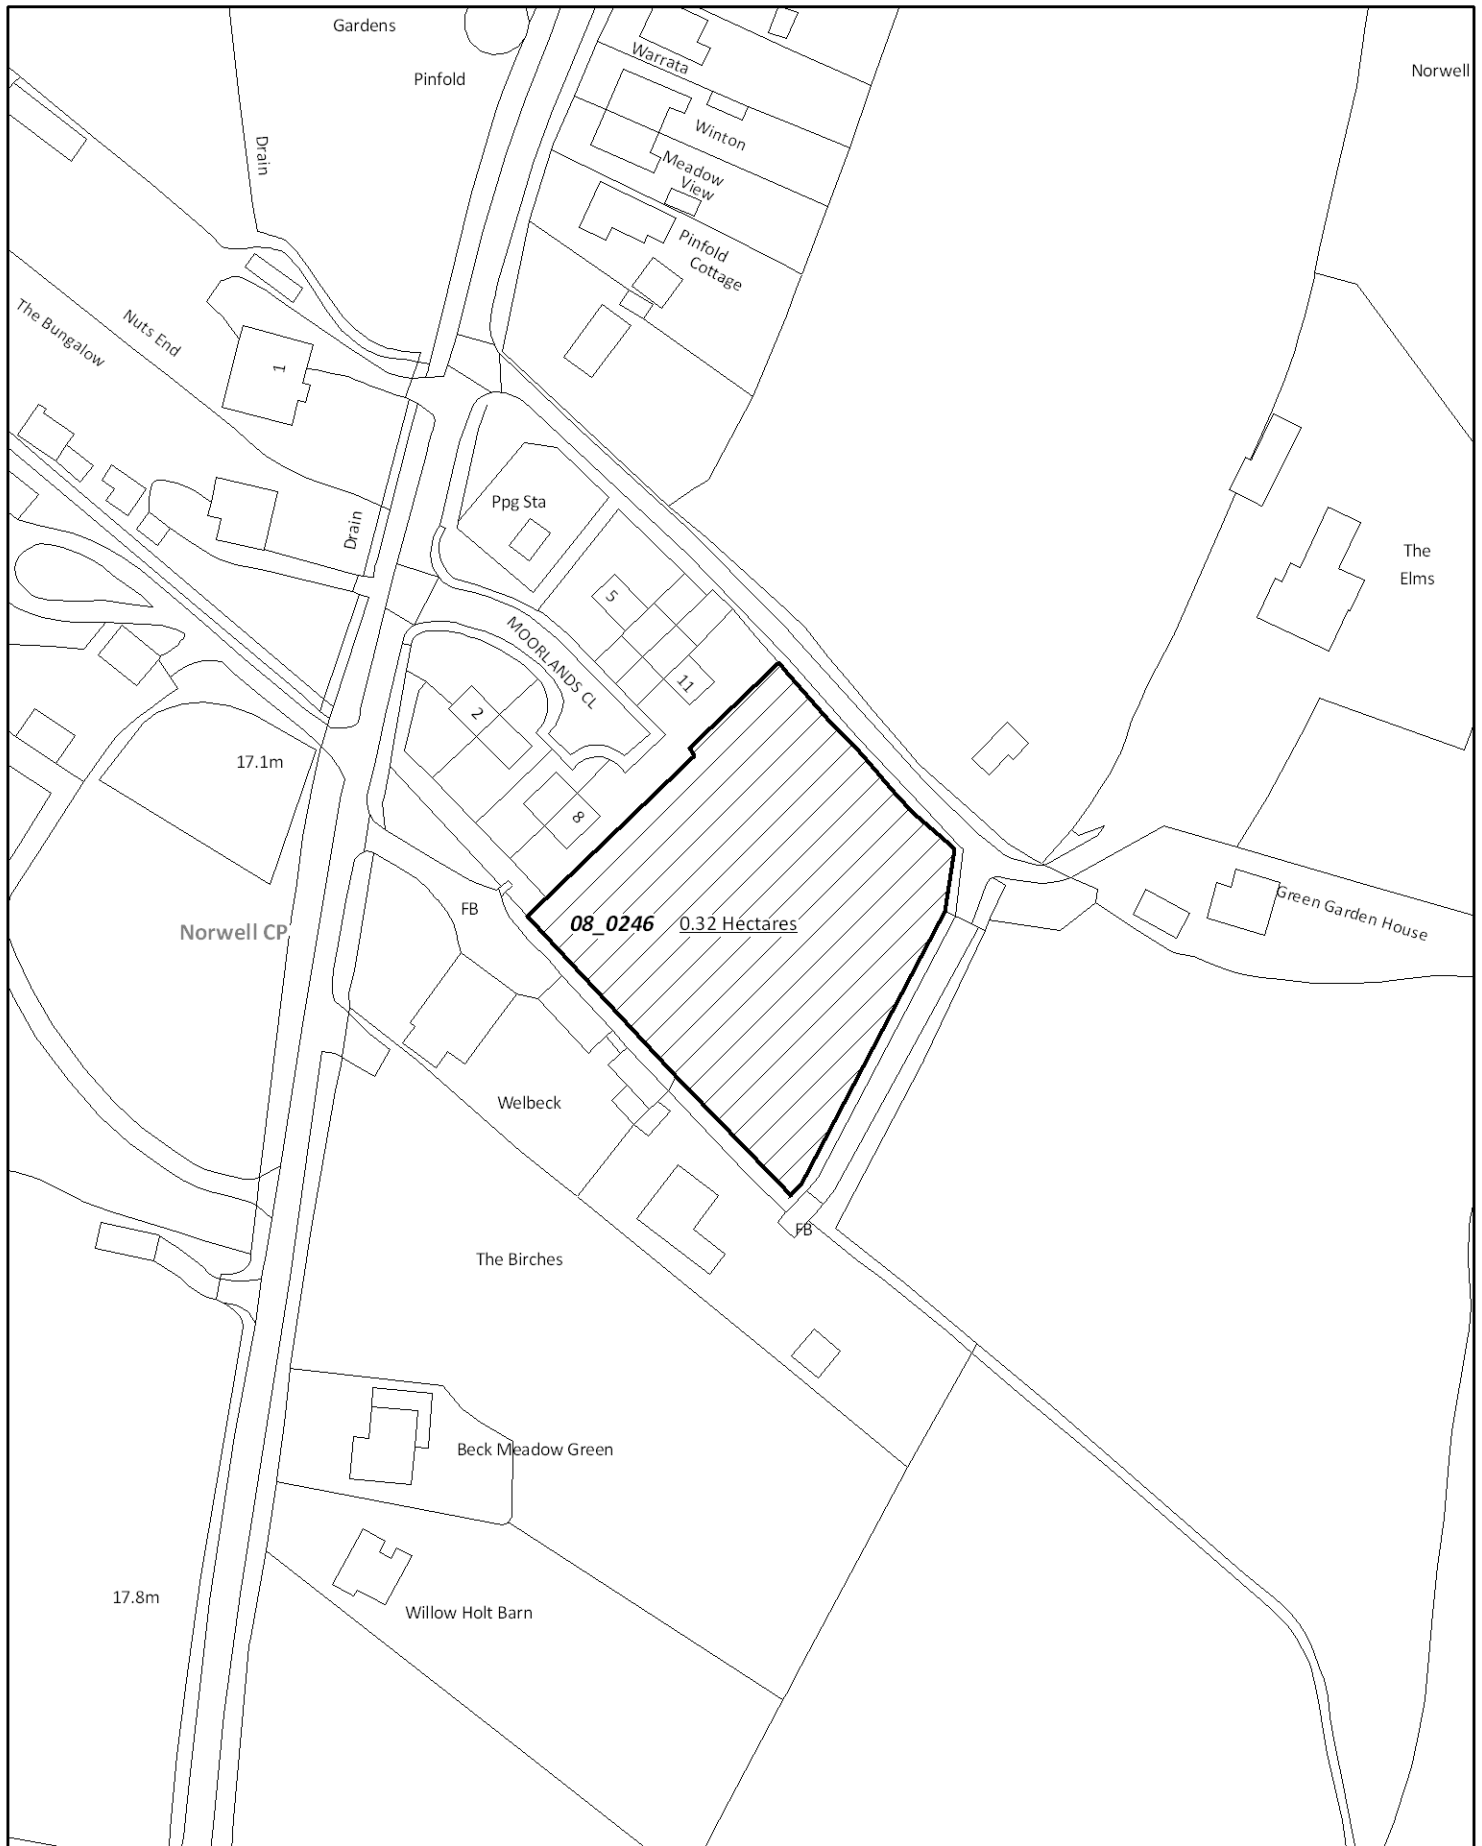 Gardens
Pinfold
Warrata
Norwell
Drain
Winton
Meadow
View
Pinfold
Cottage
The Bungalow
Nuts End
1
Ppg Sta
Drain
The
Elms
5
MOORLANDS CL
11
2
17.1m
8
FB
Norwell CP
08_0246 0.32 Hectares
Green Garden House
Welbeck
FB
The Birches
Beck Meadow Green
17.8m
Willow Holt Barn